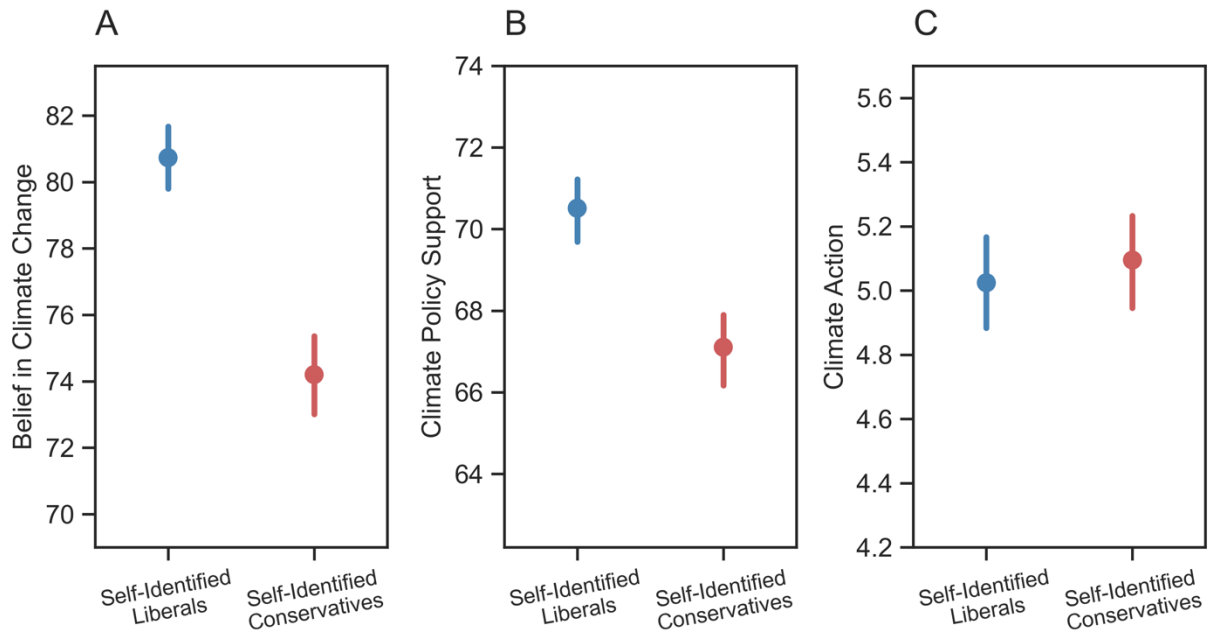 A
Belief in Climate Change
82
80
78
76
74
72
70
Self-Identified
Liberals
Self-Identified
Conservatives
B
Climate Policy Support
74
72
70
68
66
64
Self-Identified
Liberals
Self-Identified
Conservatives
C
Climate Action
5.6
5.4
5.2
5.0
4.8
4.6
4.4
4.2
Self-Identified
Liberals
Self-Identified
Conservatives